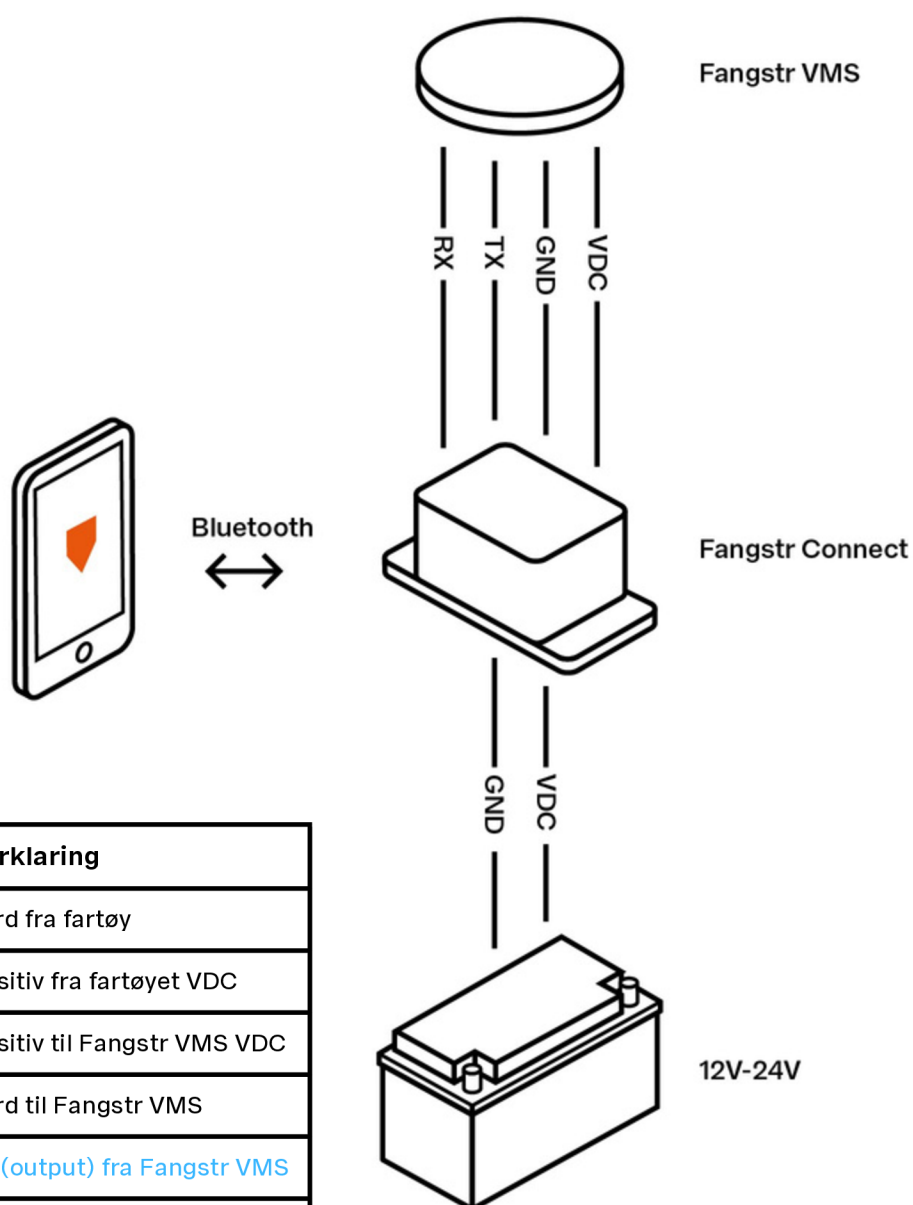 Fangstr VMS
RX
TX
GND
VDC
Bluetooth
Fangstr Connect
GND
VDC
12V-24V
rklaring
rd fra fartøy
sitiv fra fartøyet VDC
sitiv til Fangstr VMS VDC
rd til Fangstr VMS
(output) fra Fangstr VMS